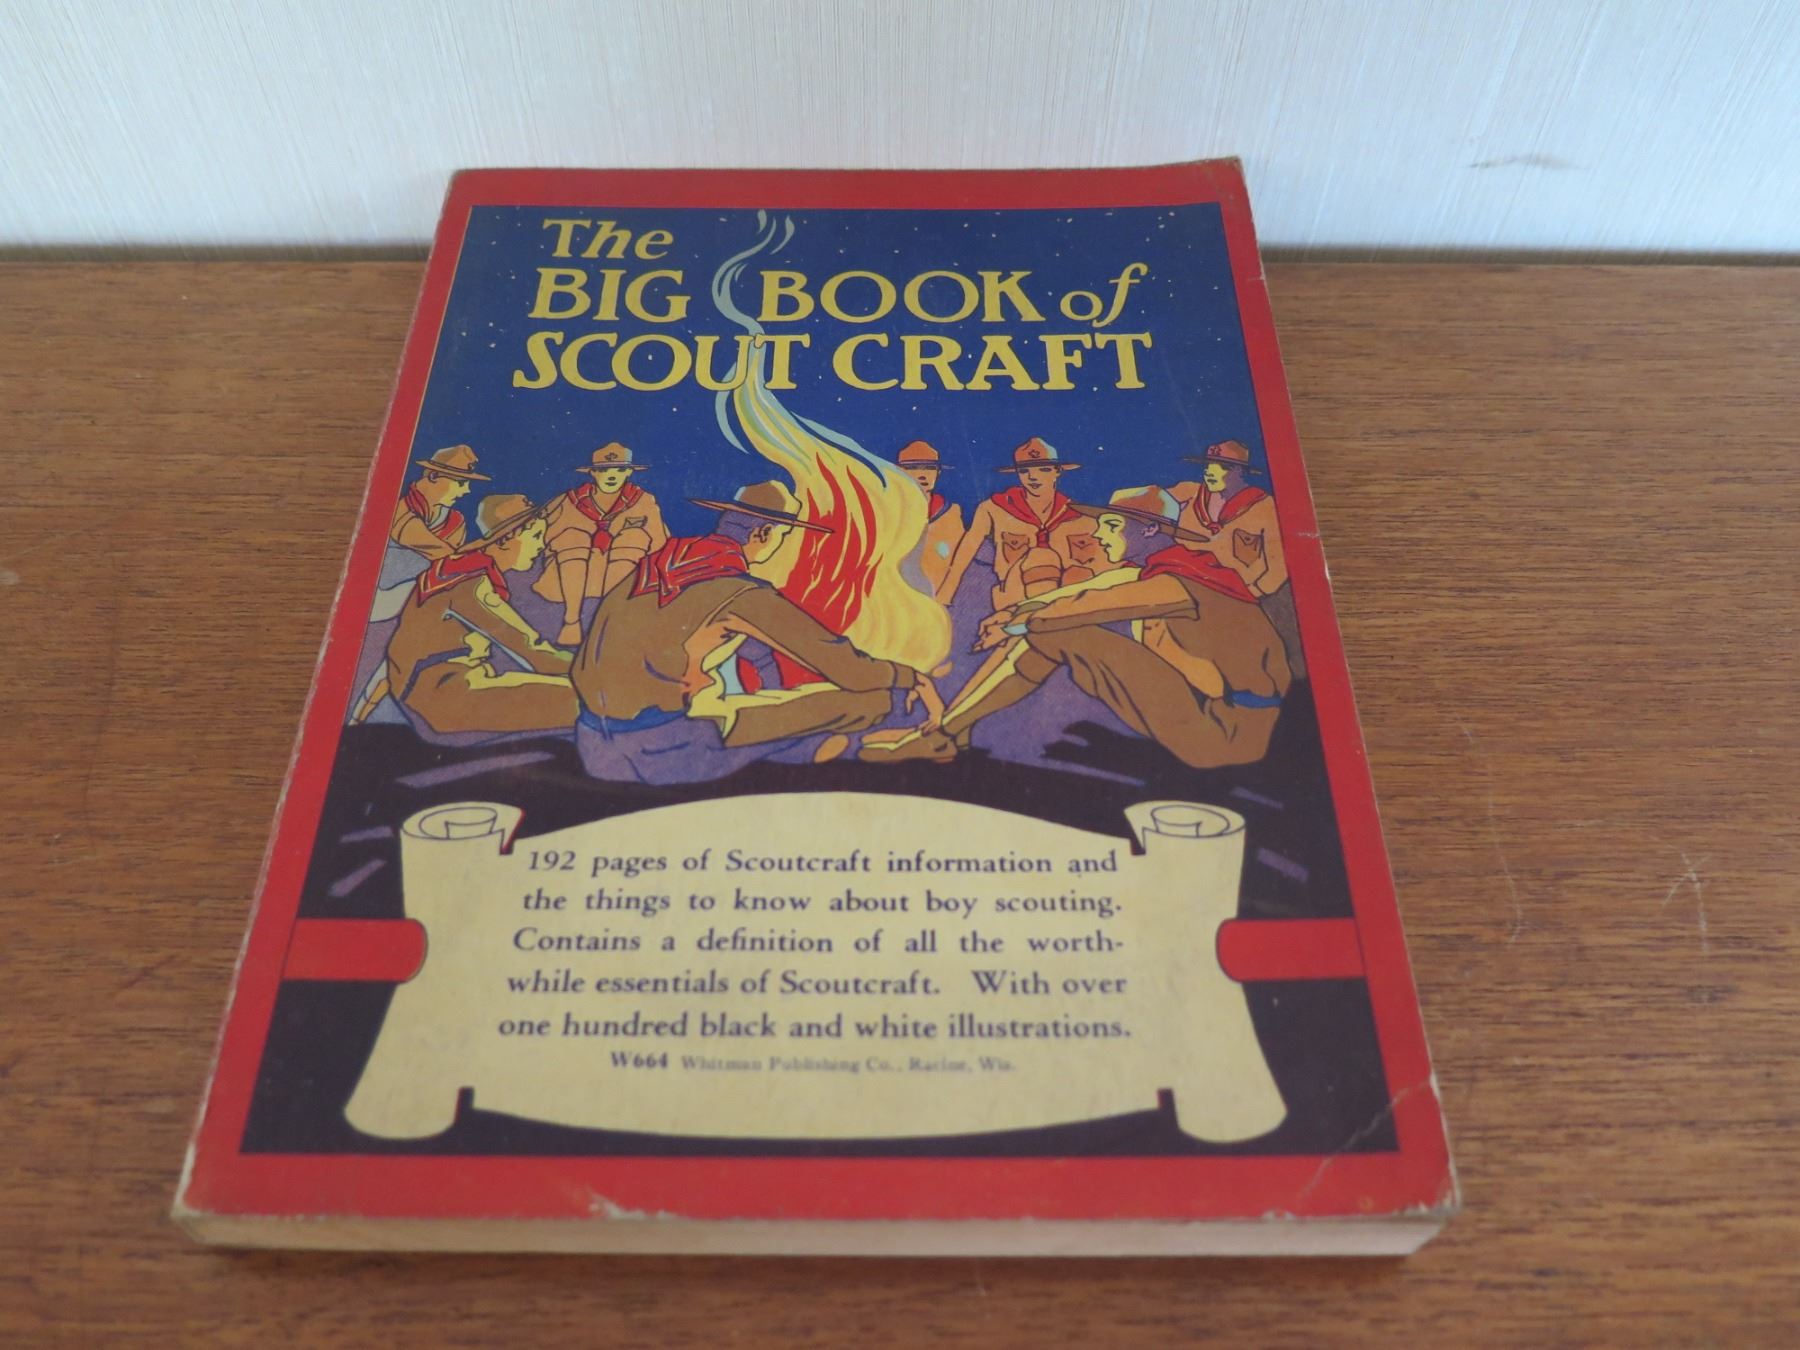 The
BIG BOOK of
SCOUT CRAFT
192 pages of Scoutcraft information and
the things to know about boy scouting.
Contains a definition of all the worth-
while essentials of Scoutcraft. With over
one hundred black and white illustrations.
W664 Whitman Publishing Co., Racine, Wis.